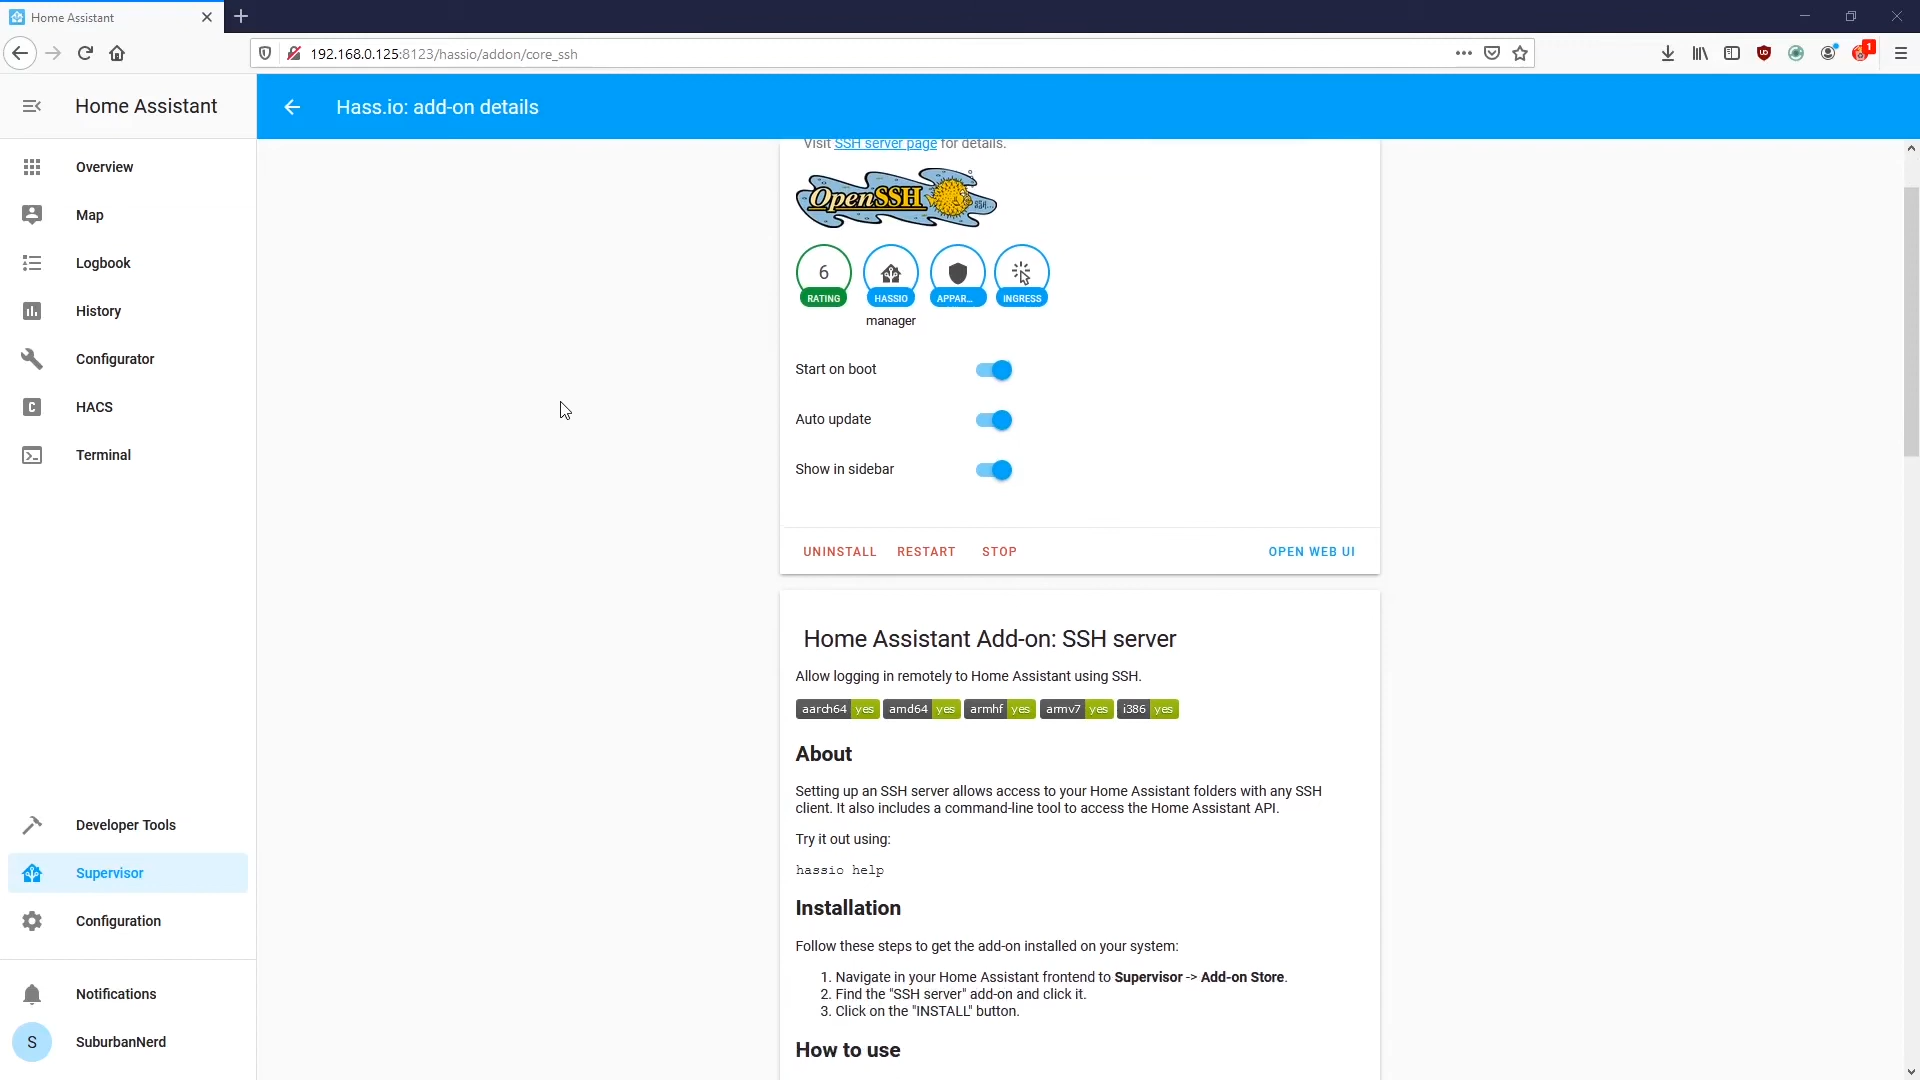 Home Assistant
192.168.0.125:8123/hassio/addon/core_ssh
1
Home Assistant
Hass.io: add-on details
Overview
Map
Logbook
History
Configurator
HACS
Terminal
Developer Tools
Supervisor
Configuration
Notifications
S
SuburbanNerd
Visit SSH server page for details.
OpenSSH
6
RATING
HASSIO
APPAR...
INGRESS
manager
Start on boot
Auto update
Show in sidebar
UNINSTALL
RESTART
STOP
OPEN WEB UI
Home Assistant Add-on: SSH server
Allow logging in remotely to Home Assistant using SSH.
aarch64 yes amd64 yes armhf yes armv7 yes i386 yes
About
Setting up an SSH server allows access to your Home Assistant folders with any SSH
client. It also includes a command-line tool to access the Home Assistant API.
Try it out using:
hassio help
Installation
Follow these steps to get the add-on installed on your system:
1. Navigate in your Home Assistant frontend to Supervisor -> Add-on Store.
2. Find the "SSH server" add-on and click it.
3. Click on the "INSTALL" button.
How to use